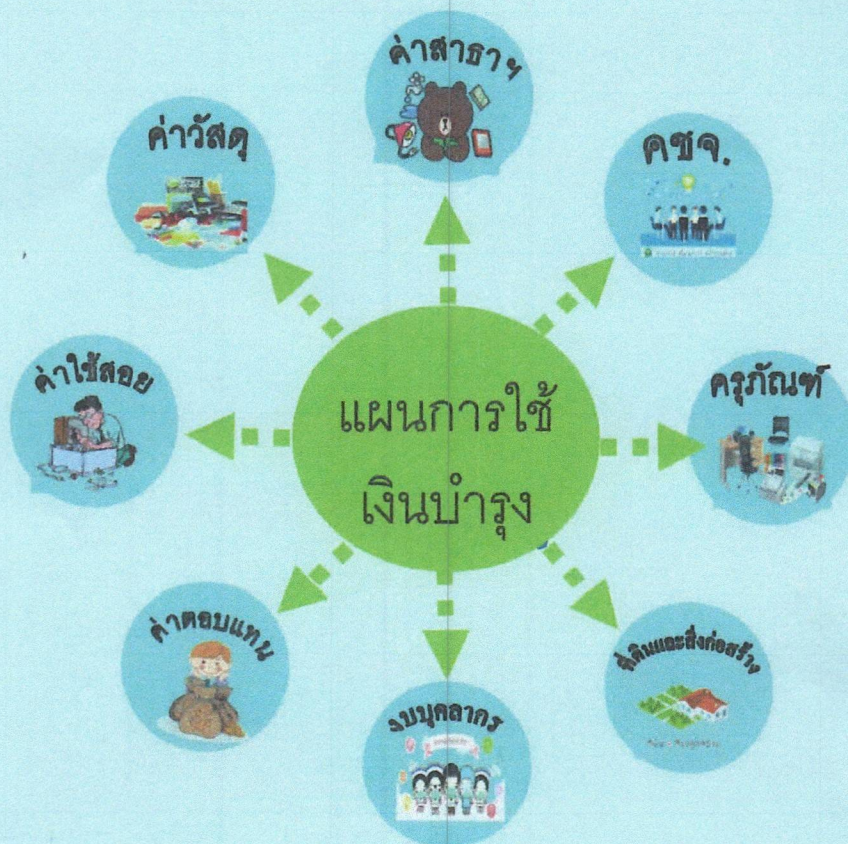 ค่าสาธาฯ
ค่าวัสดุ
คชจ.
ค่าใช้สอย
ครุภัณฑ์
แผนการใช้
เงินบำรุง
ค่าตอบแทน
ที่ดินและสิ่งก่อสร้าง
งบบุคลากร